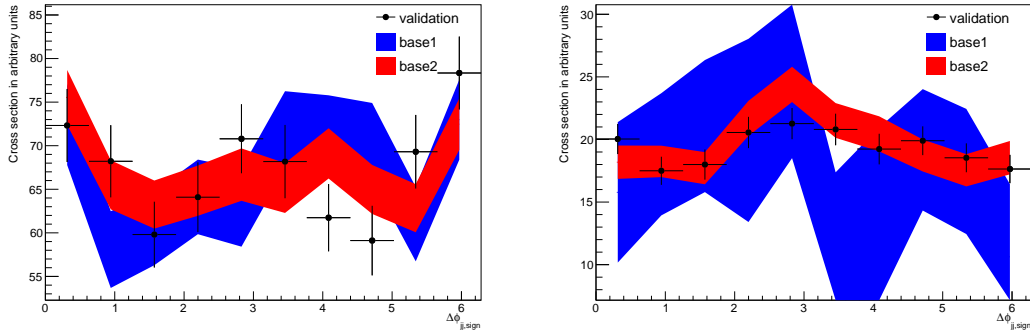 Cross section in arbitrary units
85
80
75
70
65
60
55
0 1 2 3 4 5 6
Δϕjj,sign
validation
base1
base2
Cross section in arbitrary units
30
25
20
15
10
0 1 2 3 4 5 6
Δϕjj,sign
validation
base1
base2